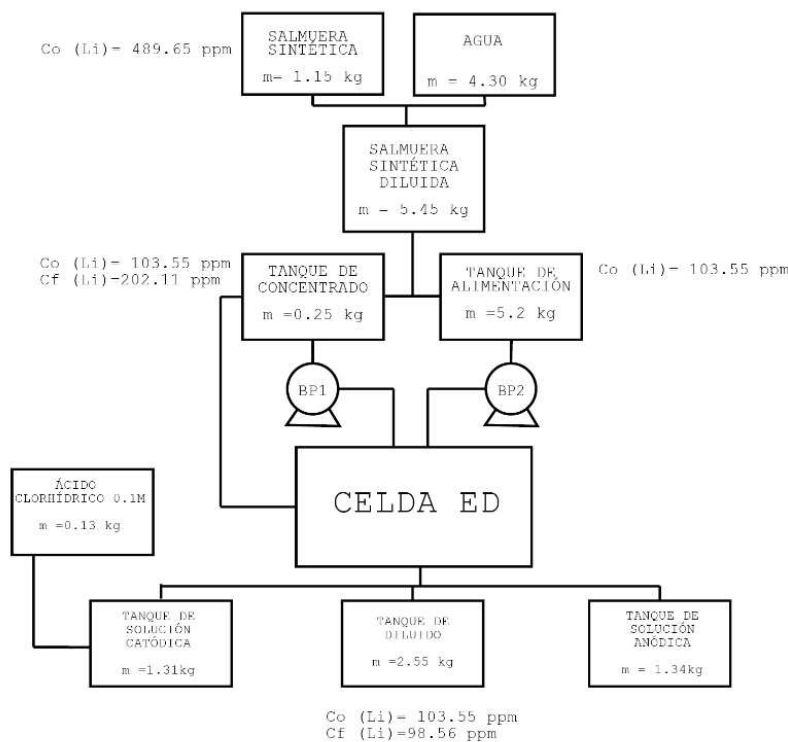 Co (Li)= 489.65 ppm
SALMUERA
SINTÉTICA
m= 1.15 kg
AGUA
m = 4.30 kg
SALMUERA
SINTÉTICA
DILUIDA
m = 5.45 kg
Co (Li)= 103.55 ppm
Cf (Li)=202.11 ppm
TANQUE DE
CONCENTRADO
m =0.25 kg
TANQUE DE
ALIMENTACIÓN
m =5.2 kg
Co (Li)= 103.55 ppm
BP1
BP2
CELDA ED
ÁCIDO
CLORHÍDRICO 0.1M
m =0.13 kg
TANQUE DE
SOLUCIÓN
CATÓDICA
m =1.31kg
TANQUE DE
DILUIDO
m =2.55 kg
TANQUE DE
SOLUCIÓN
ANÓDICA
m = 1.34kg
Co (Li)= 103.55 ppm
Cf (Li)=98.56 ppm